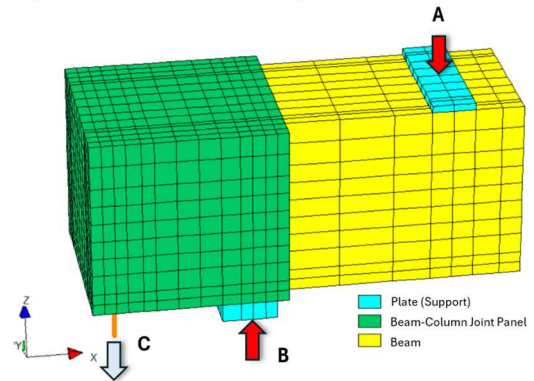 A
Z
Y
X
C
B
Plate (Support)
Beam-Column Joint Panel
Beam